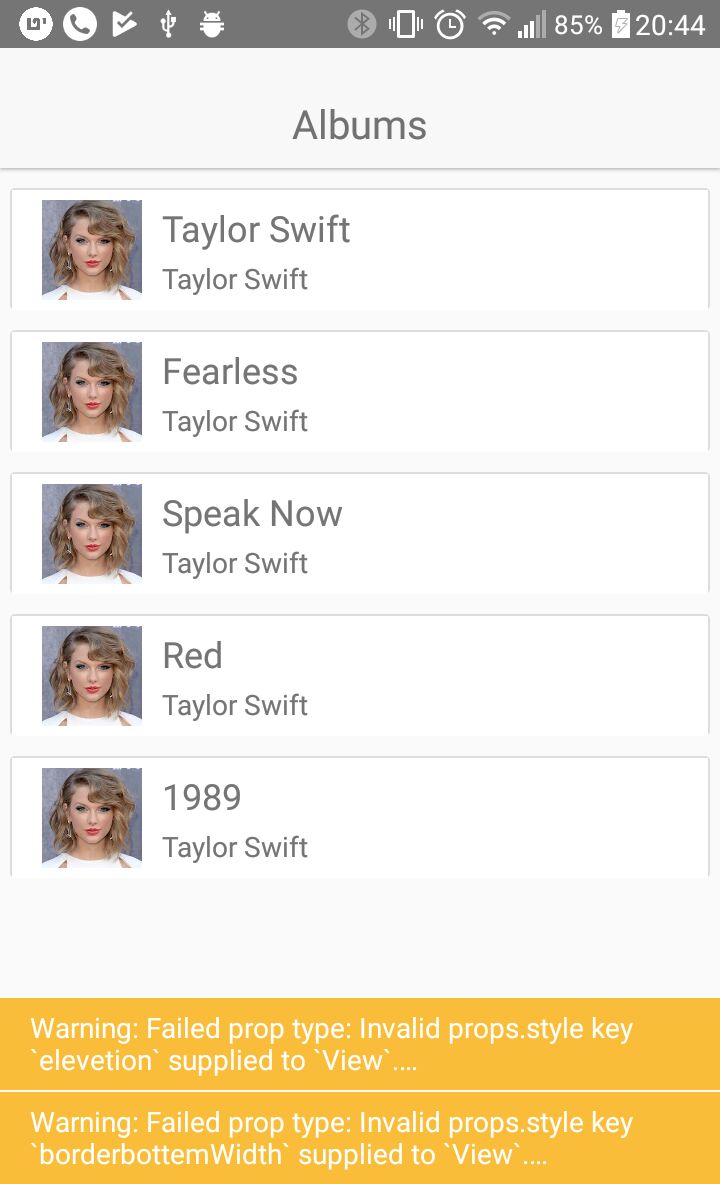 85% 20:44
Albums
Taylor Swift
Taylor Swift
Fearless
Taylor Swift
Speak Now
Taylor Swift
Red
Taylor Swift
1989
Taylor Swift
Warning: Failed prop type: Invalid props.style key
`elevetion` supplied to `View`....
Warning: Failed prop type: Invalid props.style key
`borderbottemWidth` supplied to `View`....